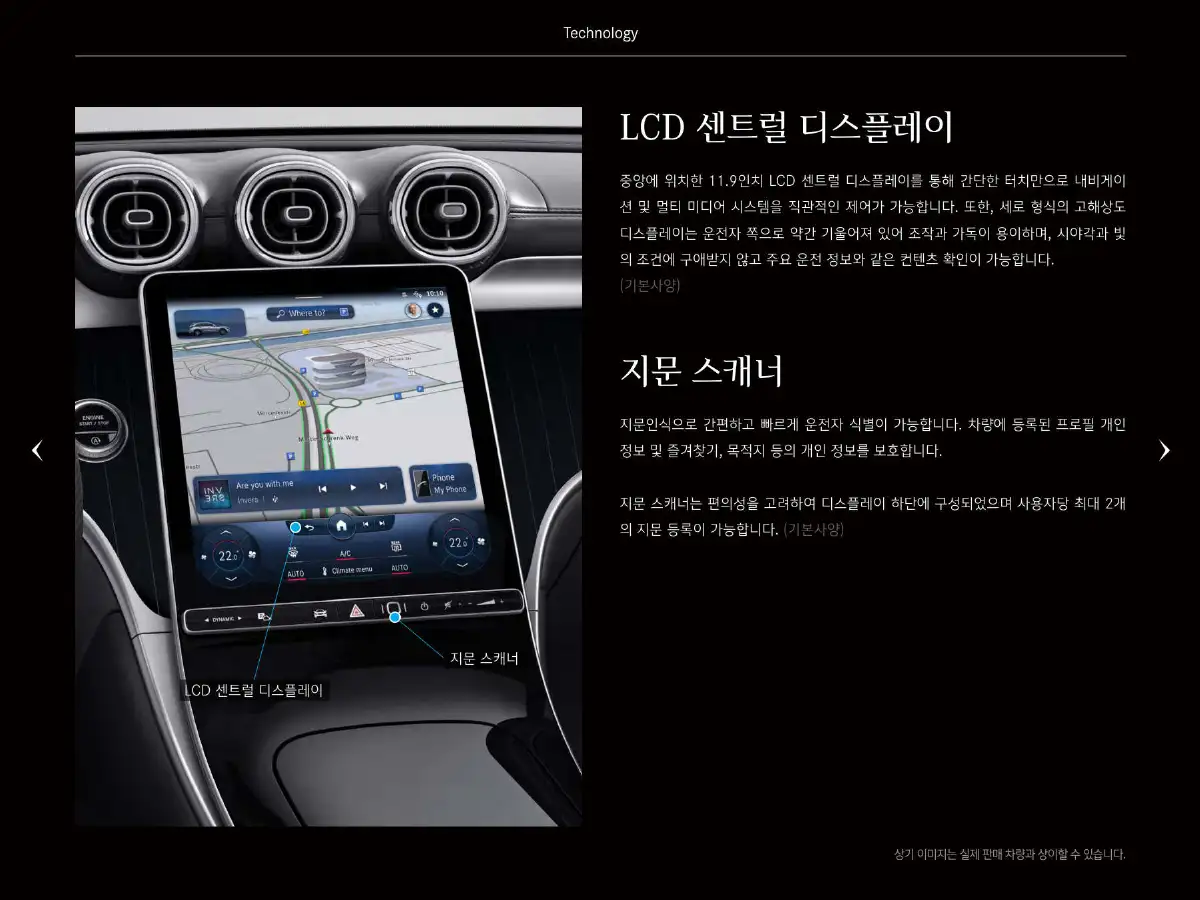 Technology
LCD 센트럴 디스플레이
중앙에 위치한 11.9인치 LCD 센트럴 디스플레이를 통해 간단한 터치만으로 내비게이
션 및 멀티 미디어 시스템을 직관적인 제어가 가능합니다. 또한, 세로 형식의 고해상도
디스플레이는 운전자 쪽으로 약간 기울어져 있어 조작과 가독이 용이하며, 시야각과 빛
의 조건에 구애받지 않고 주요 운전 정보와 같은 컨텐츠 확인이 가능합니다.
(기본사양)
지문 스캐너
지문인식으로 간편하고 빠르게 운전자 식별이 가능합니다. 차량에 등록된 프로필 개인
정보 및 즐겨찾기, 목적지 등의 개인 정보를 보호합니다.
지문 스캐너는 편의성을 고려하여 디스플레이 하단에 구성되었으며 사용자당 최대 2개
의 지문 등록이 가능합니다. (기본사양)
10:10
Where to?
ENGINE
START / STOP
INV
ERE
Are you with me
Phone
My Phone
22.0
A/C
22.0
AUTO
Climate menu
AUTO
DYNAMIC
지문 스캐너
LCD 센트럴 디스플레이
상기 이미지는 실제 판매 차량과 상이할 수 있습니다.